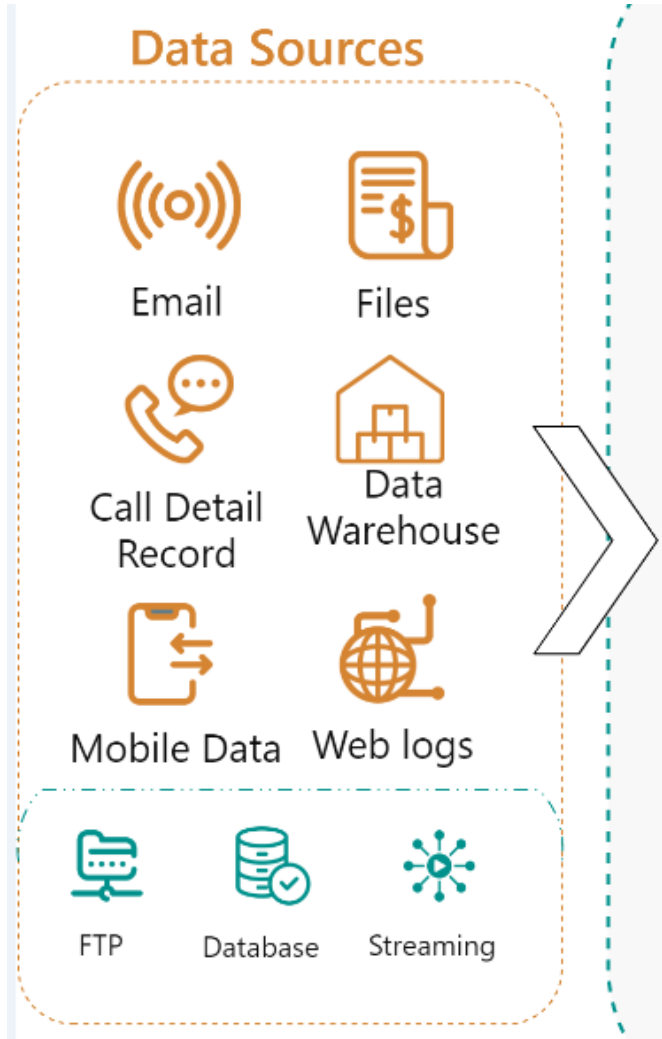 Data Sources
Email
Files
Call Detail
Record
Data
Warehouse
Mobile Data
Web logs
FTP
Database
Streaming